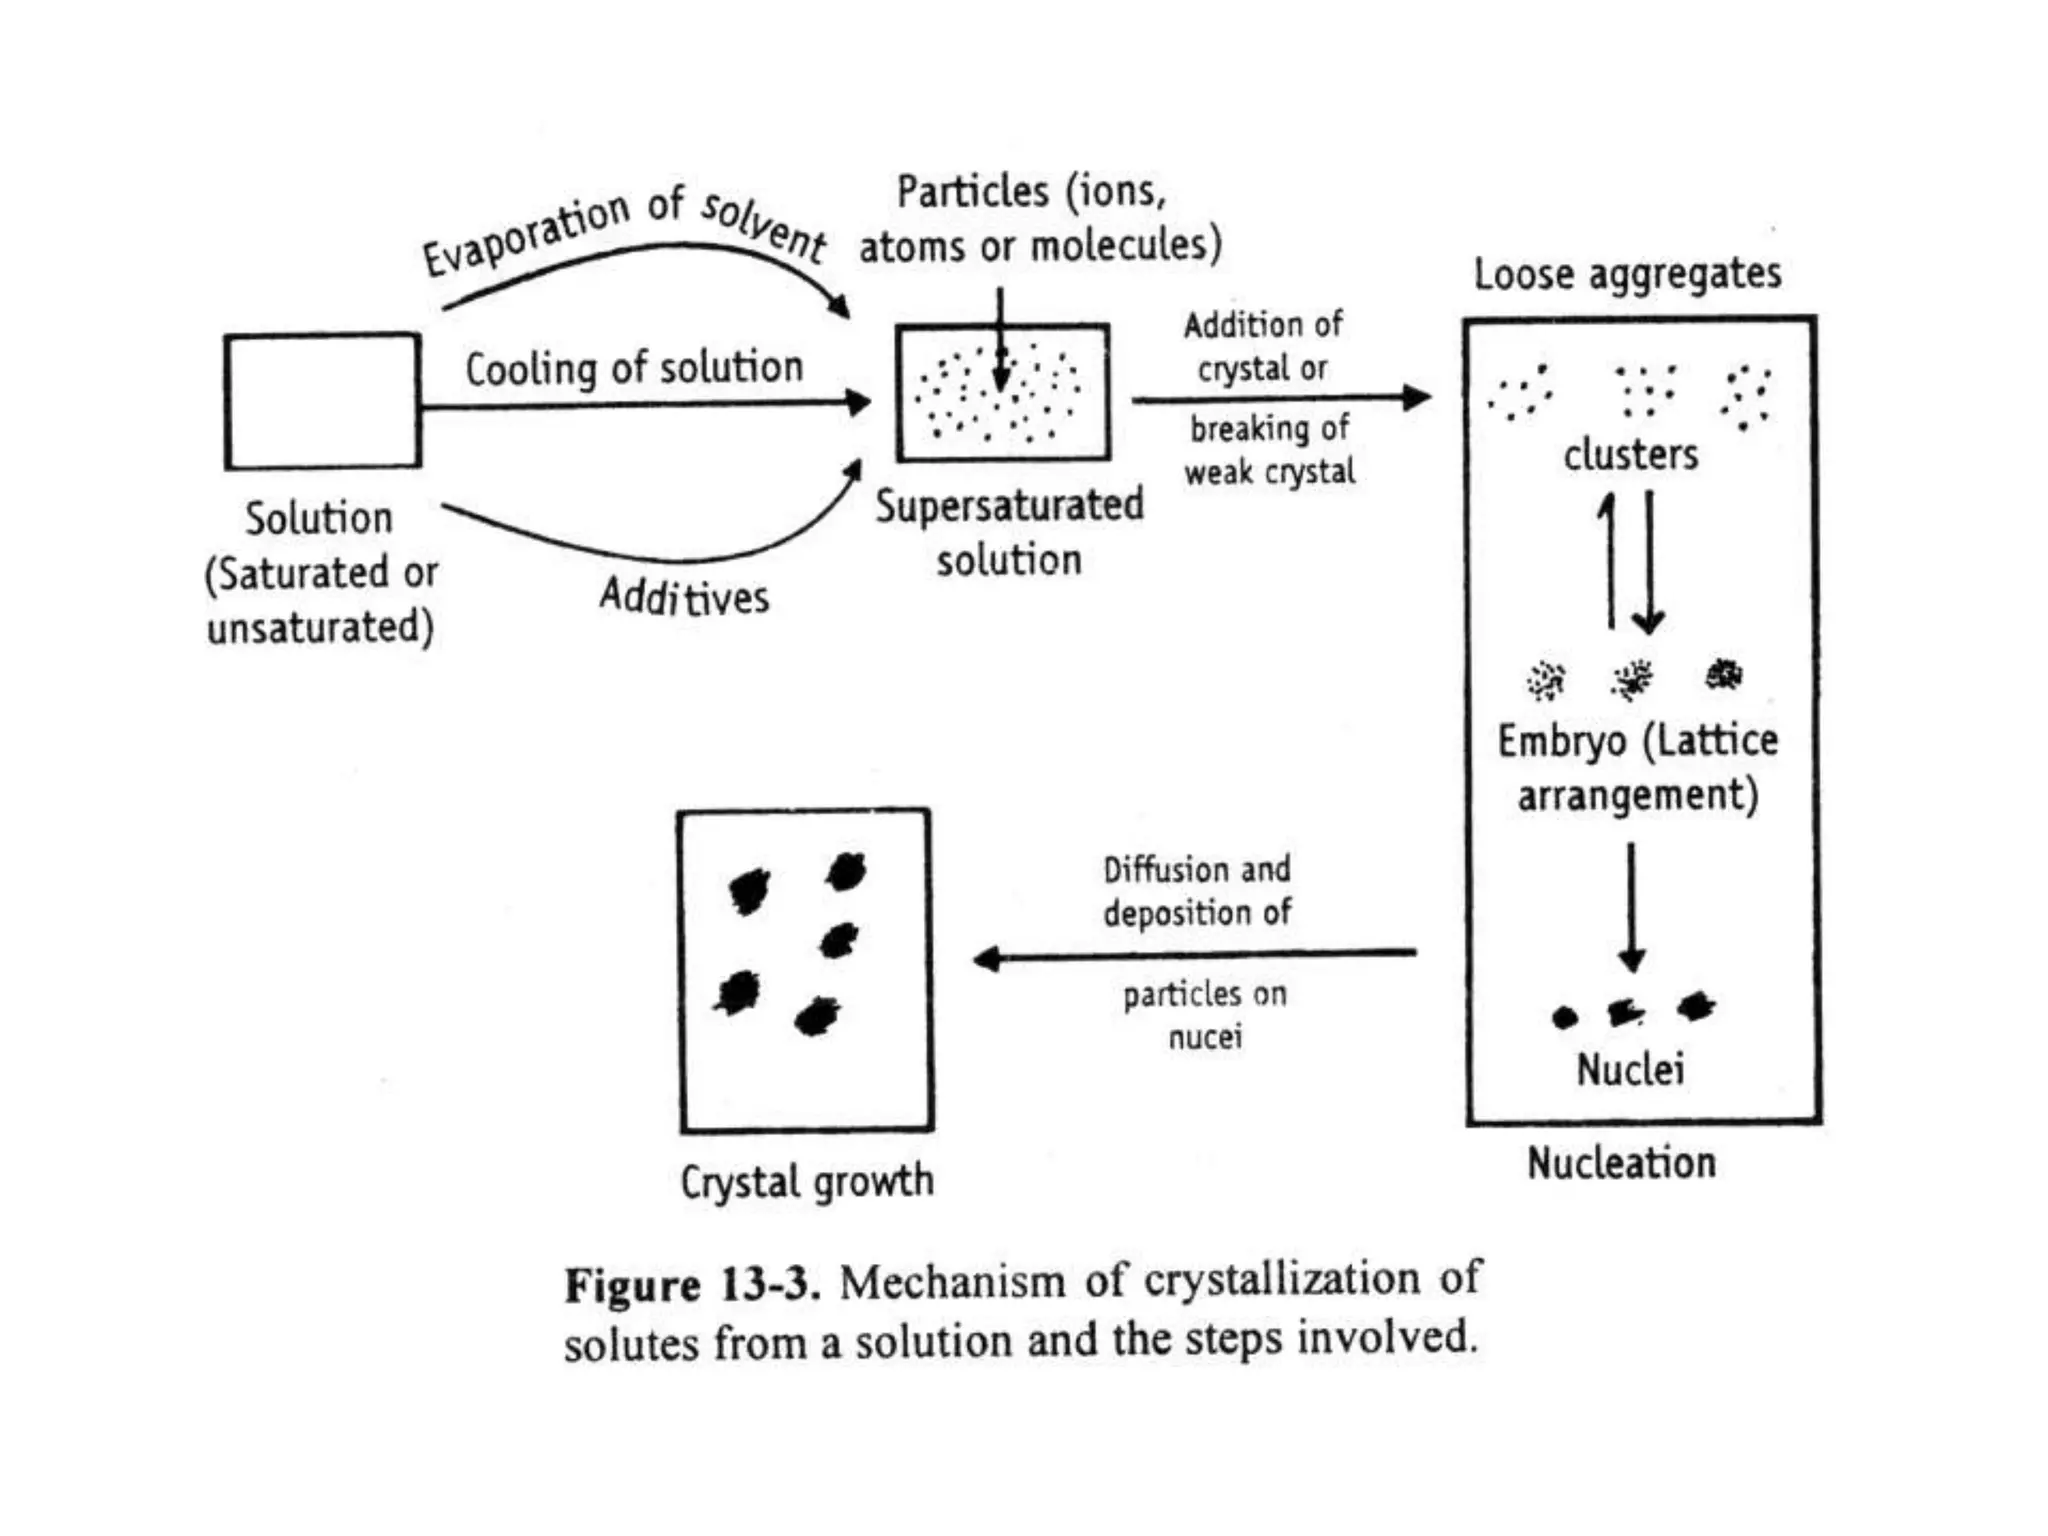 Evaporation of solvent
Particles (ions,
atoms or molecules)
Cooling of solution
Solution
(Saturated or
unsaturated)
Additives
Supersaturated
solution
Addition of
crystal or
breaking of
weak crystal
Loose aggregates
clusters
Embryo (Lattice
arrangement)
Nuclei
Nucleation
Diffusion and
deposition of
particles on
nucei
Crystal growth
Figure 13-3. Mechanism of crystallization of
solutes from a solution and the steps involved.